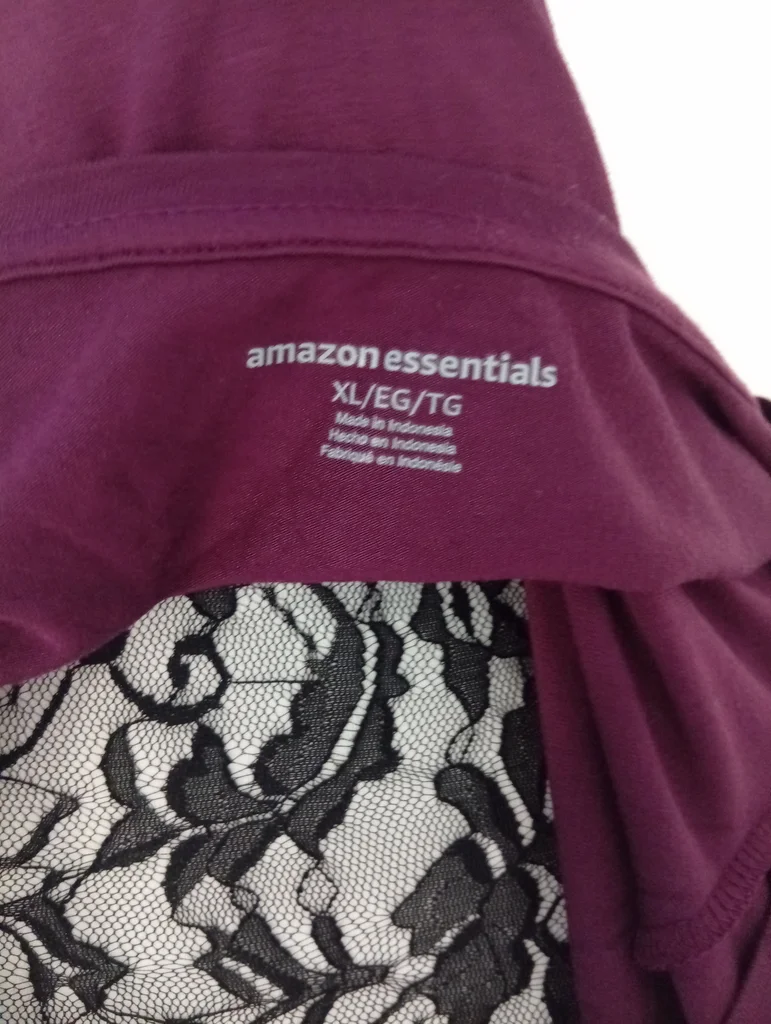 amazon essentials
XL/EG/TG
Made in Indonesia
Hecho en Indonesia
Fabriqué en Indonésie